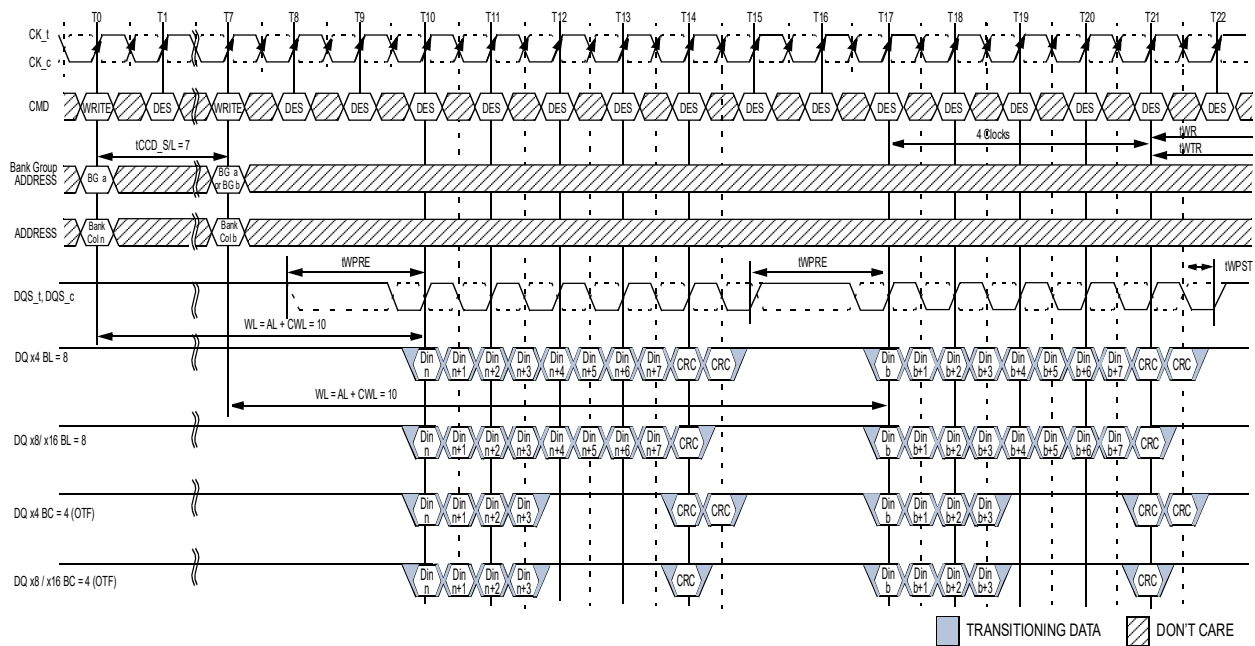 T0 T1 T7 T8 T9 T10 T11 T12 T13 T14 T15 T16 T17 T18 T19 T20 T21 T22
CK_t
CK_c
CMD WRITE DES WRITE DES DES DES DES DES DES DES DES DES DES DES DES DES DES DES
tCCD_S/L = 7
4 Clocks
tWR
tWTR
Bank Group
ADDRESS
BG a
BG a
or BG b
ADDRESS
Bank
Col n
Bank
Col b
tWPRE
tWPRE
tWPST
DQS_t, DQS_c
WL = AL + CWL = 10
DQ x4 BL = 8
Din
n
Din
n+1
Din
n+2
Din
n+3
Din
n+4
Din
n+5
Din
n+6
Din
n+7
CRC
CRC
Din
b
Din
b+1
Din
b+2
Din
b+3
Din
b+4
Din
b+5
Din
b+6
Din
b+7
CRC
CRC
WL = AL + CWL = 10
DQ x8/ x16 BL = 8
Din
n
Din
n+1
Din
n+2
Din
n+3
Din
n+4
Din
n+5
Din
n+6
Din
n+7
CRC
Din
b
Din
b+1
Din
b+2
Din
b+3
Din
b+4
Din
b+5
Din
b+6
Din
b+7
CRC
DQ x4 BC = 4 (OTF)
Din
n
Din
n+1
Din
n+2
Din
n+3
CRC
CRC
Din
b
Din
b+1
Din
b+2
Din
b+3
CRC
CRC
DQ x8 / x16 BC = 4 (OTF)
Din
n
Din
n+1
Din
n+2
Din
n+3
CRC
Din
b
Din
b+1
Din
b+2
Din
b+3
CRC
TRANSITIONING DATA
DON'T CARE